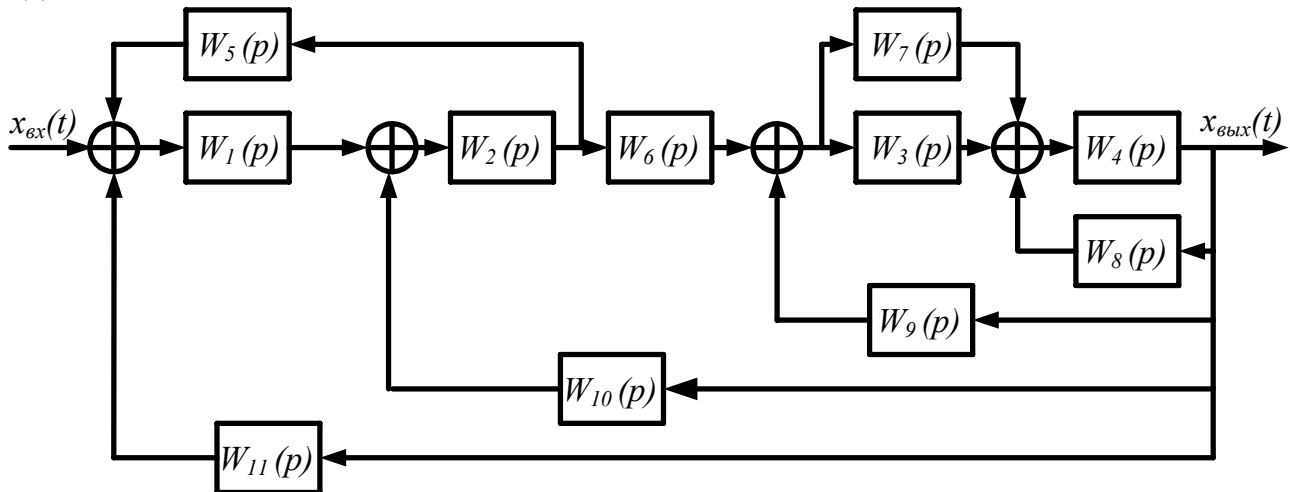 W₅(p)
W₇(p)
xвх(t)
W₁(p)
W₂(p)
W₆(p)
W₃(p)
W₄(p)
xвых(t)
W₈(p)
W₉(p)
W₁₀(p)
W₁₁(p)